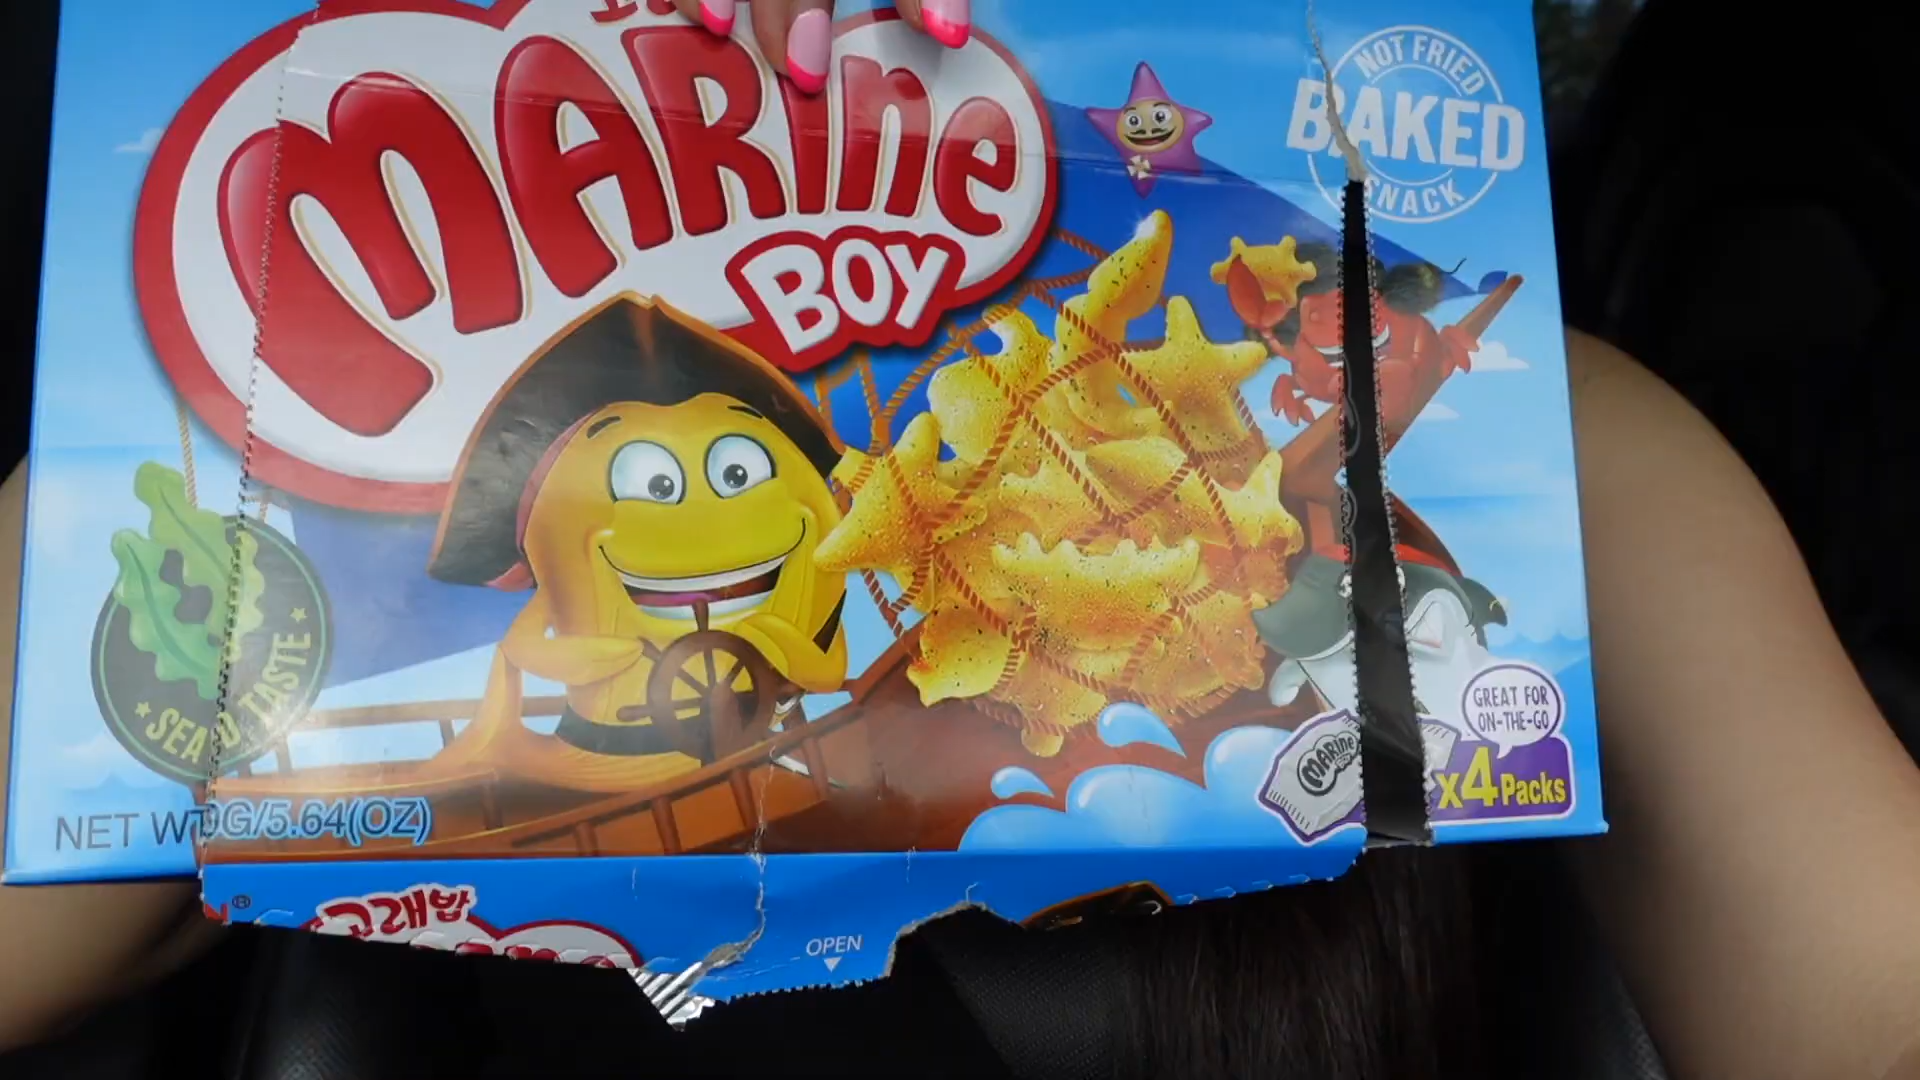 MARINE
BOY
NOT FRIED
BAKED
SNACK
TASTE
GREAT FOR
ON-THE-GO
MARINE
x4 Packs
NET W
G/5.64(OZ)
®
고래밥
OPEN